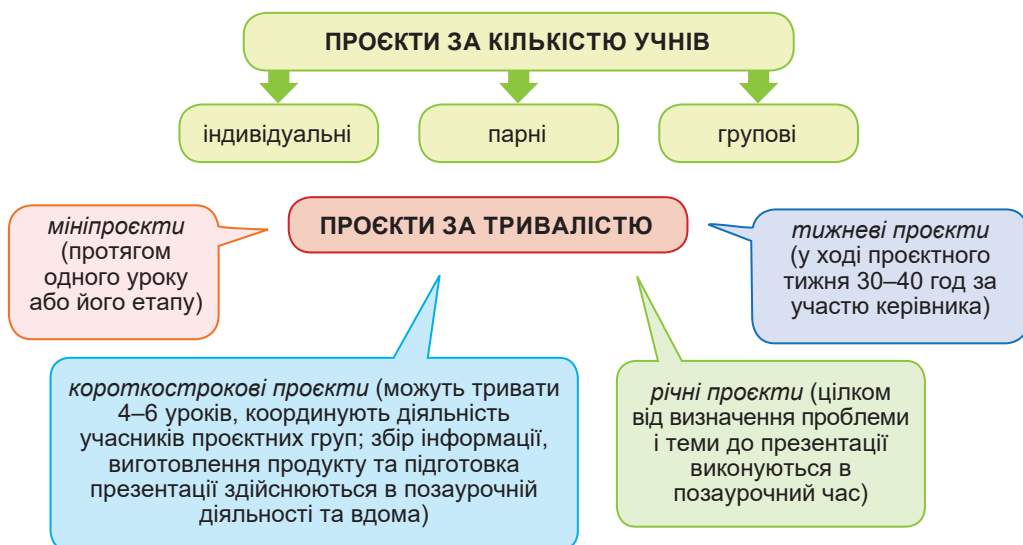 ПРОЄКТИ ЗА КІЛЬКІСТЮ УЧНІВ
індивідуальні
парні
групові
ПРОЄКТИ ЗА ТРИВАЛІСТЮ
мініпроєкти
(протягом
одного уроку
або його етапу)
тижневі проєкти
(у ході проєктного
тижня 30–40 год за
участю керівника)
короткострокові проєкти (можуть тривати
4–6 уроків, координують діяльність
учасників проєктних груп; збір інформації,
виготовлення продукту та підготовка
презентації здійснюються в позаурочній
діяльності та вдома)
річні проєкти (цілком
від визначення проблеми
і теми до презентації
виконуються в
позаурочний час)